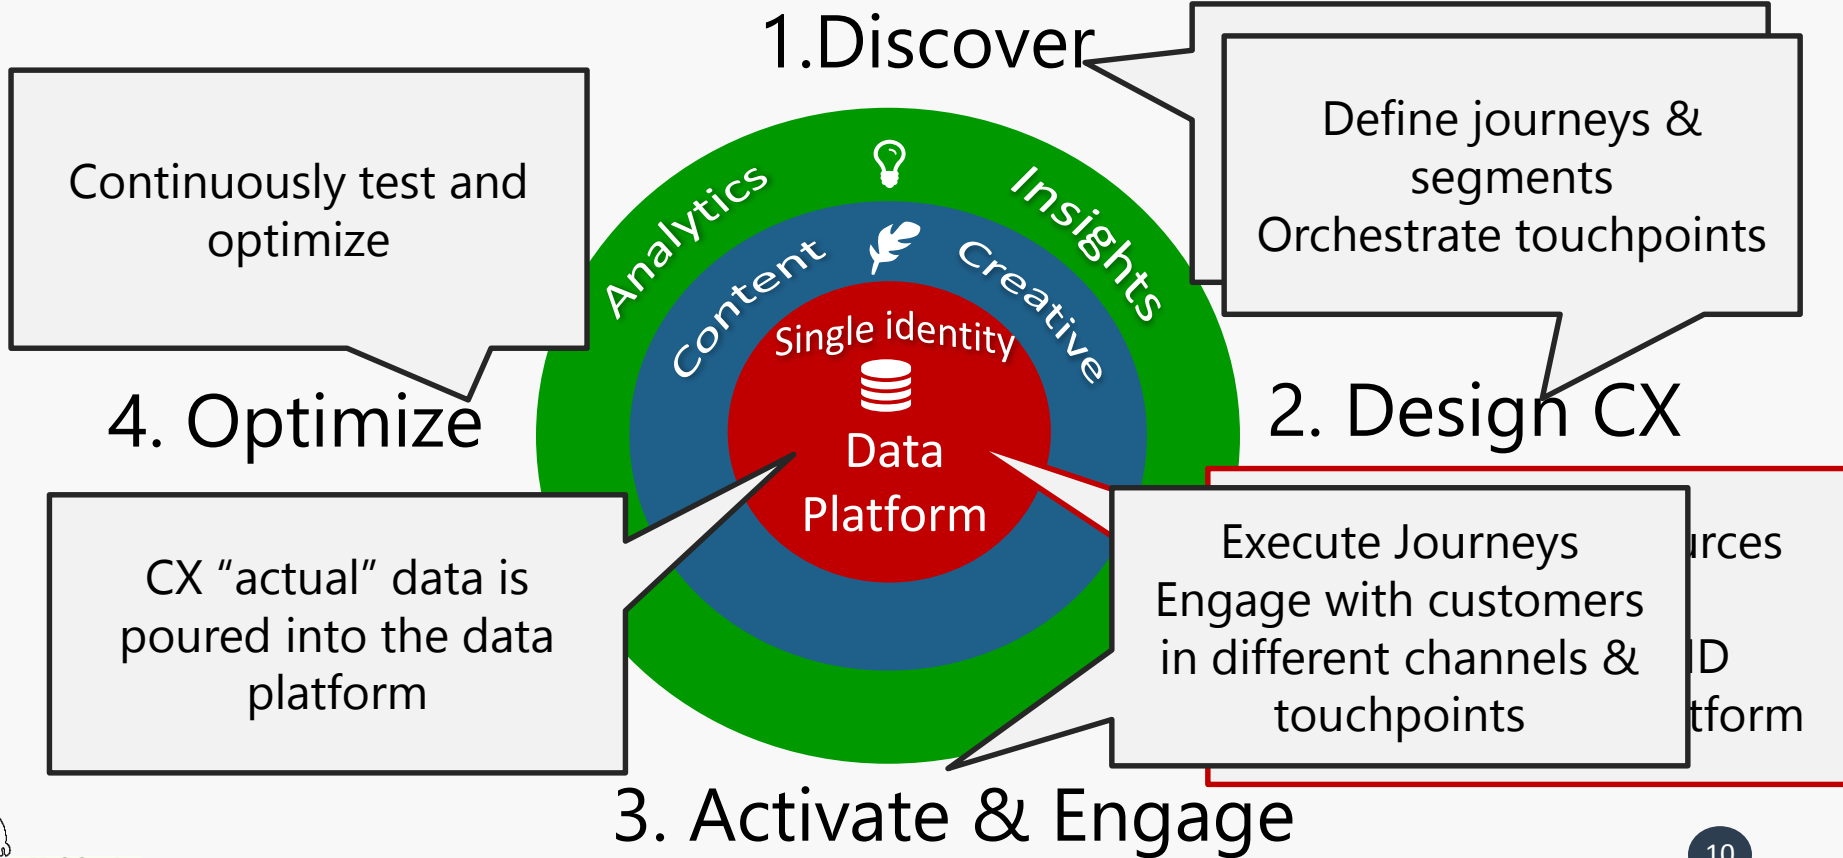 1.Discover
Define journeys &
segments
Orchestrate touchpoints
Continuously test and
optimize
Analytics
Insights
Content
Creative
Single identity
Data
Platform
4. Optimize
2. Design CX
CX “actual” data is
poured into the data
platform
Execute Journeys
Engage with customers
in different channels &
touchpoints
ID
3. Activate & Engage
10